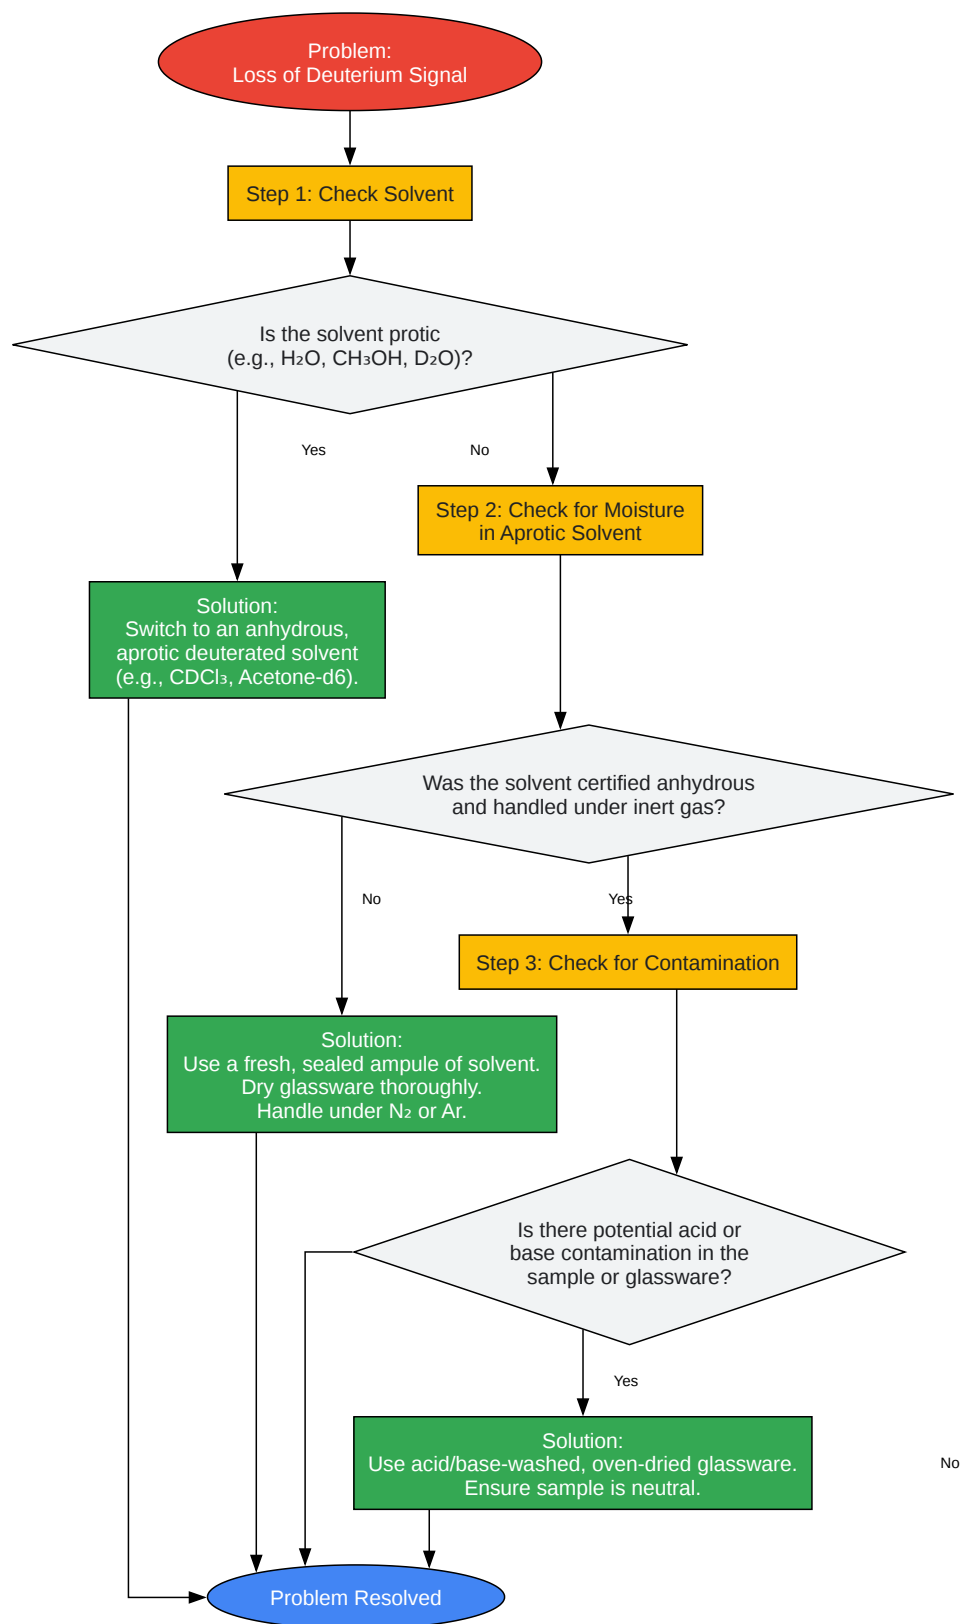 Problem:
Loss of Deuterium Signal
Step 1: Check Solvent
Is the solvent protic
(e.g., H₂O, CH₃OH, D₂O)?
Yes
No
Step 2: Check for Moisture
in Aprotic Solvent
Solution:
Switch to an anhydrous,
aprotic deuterated solvent
(e.g., CDCl₃, Acetone-d6).
Was the solvent certified anhydrous
and handled under inert gas?
No
Yes
Step 3: Check for Contamination
Solution:
Use a fresh, sealed ampule of solvent.
Dry glassware thoroughly.
Handle under N₂ or Ar.
Is there potential acid or
base contamination in the
sample or glassware?
Yes
Solution:
Use acid/base-washed, oven-dried glassware.
Ensure sample is neutral.
No
Problem Resolved